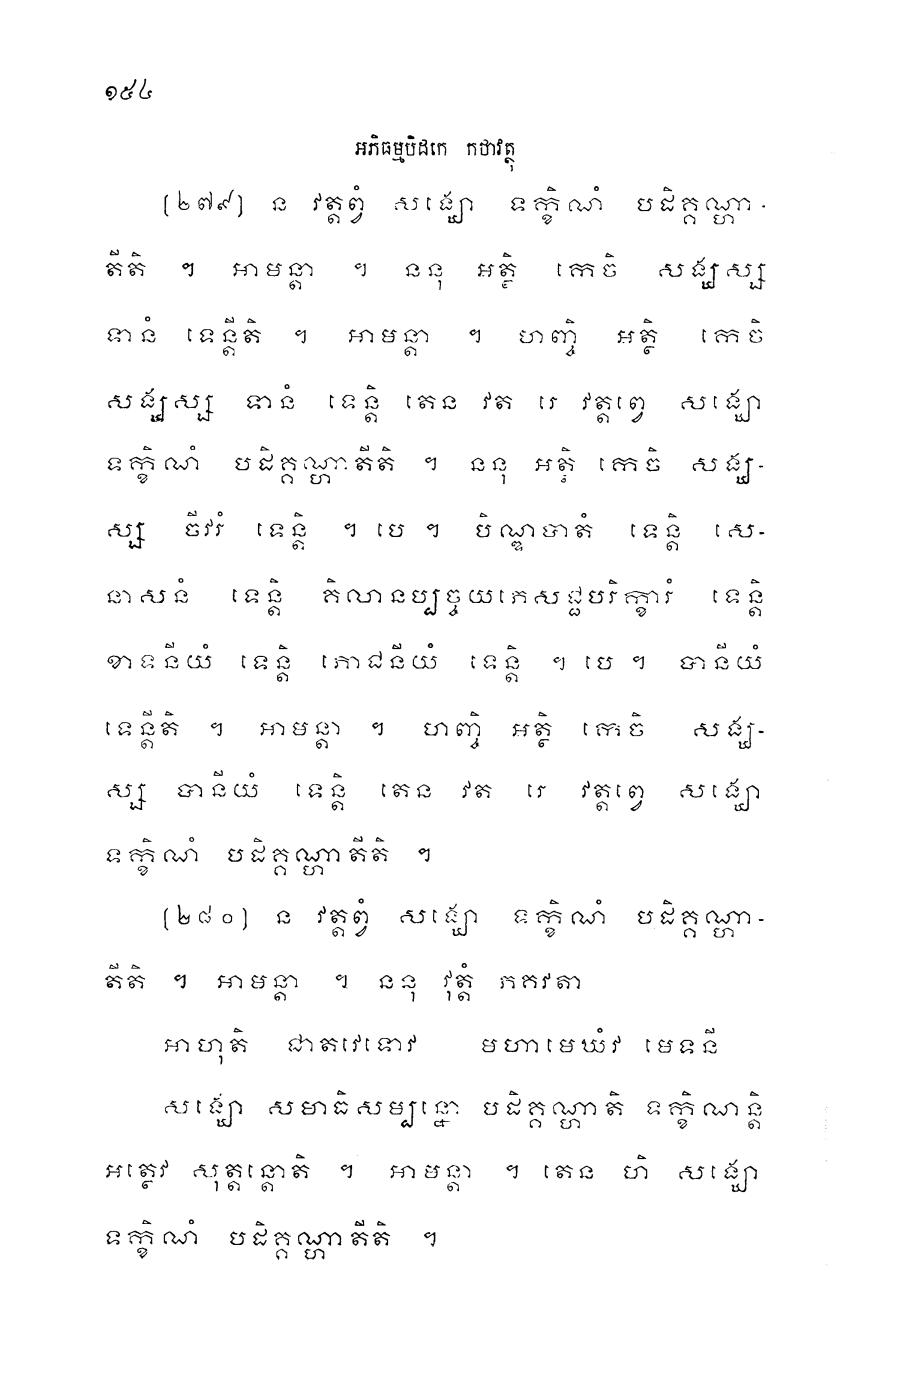 ១៥៤
អភិធម្មបិដកេ កថាវត្ថុ
(២៧៩) ន វត្តព្វំ សង្ឃោ ទក្ខិណំ បដិគ្គណ្ហា-
តីតិ ។ អាមន្តា ។ ននុ អត្ថិ កេចិ សង្ឃស្ស
ទានំ ទេន្តីតិ ។ អាមន្តា ។ ហញ្ចិ អត្ថិ កេចិ
សង្ឃស្ស ទានំ ទេន្តិ តេន វត រេ វត្តព្វេ សង្ឃោ
ទក្ខិណំ បដិគ្គណ្ហាតីតិ ។ ននុ អត្ថិ កេចិ សង្ឃ-
ស្ស ចីវរំ ទេន្តិ ។ បេ ។ បិណ្ឌបាតំ ទេន្តិ សេ-
នាសនំ ទេន្តិ គិលានប្បច្ចយភេសជ្ជបរិក្ខារំ ទេន្តិ
ខាទនីយំ ទេន្តិ ភោជនីយំ ទេន្តិ ។ បេ ។ បានីយំ
ទេន្តីតិ ។ អាមន្តា ។ ហញ្ចិ អត្ថិ កេចិ សង្ឃ-
ស្ស បានីយំ ទេន្តិ តេន វត រេ វត្តព្វេ សង្ឃោ
ទក្ខិណំ បដិគ្គណ្ហាតីតិ ។
(២៨០) ន វត្តព្វំ សង្ឃោ ទក្ខិណំ បដិគ្គណ្ហា-
តីតិ ។ អាមន្តា ។ ននុ វុត្តំ ភគវតា
អាហុតិ ជាតវេទោវ មហាមេឃំវ មេទនី
សង្ឃោ សមាធិសម្បន្នោ បដិគ្គណ្ហាតិ ទក្ខិណន្តិ
អត្ថេវ សុត្តន្តោតិ ។ អាមន្តា ។ តេន ហិ សង្ឃោ
ទក្ខិណំ បដិគ្គណ្ហាតីតិ ។